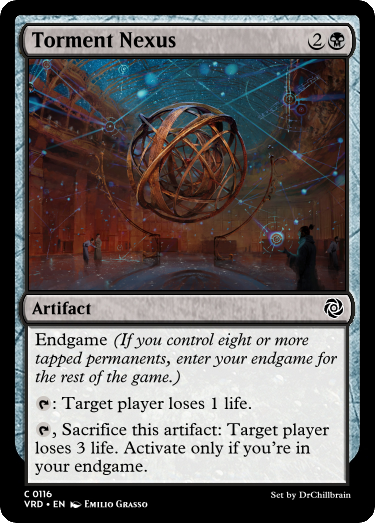 Torment Nexus 2
Artifact
Endgame (If you control eight or more
tapped permanents, enter your endgame for
the rest of the game.)
: Target player loses 1 life.
, Sacrifice this artifact: Target player
loses 3 life. Activate only if you're in
your endgame.
C 0116
VRD • EN Emilio Grasso
Set by DrChillbrain